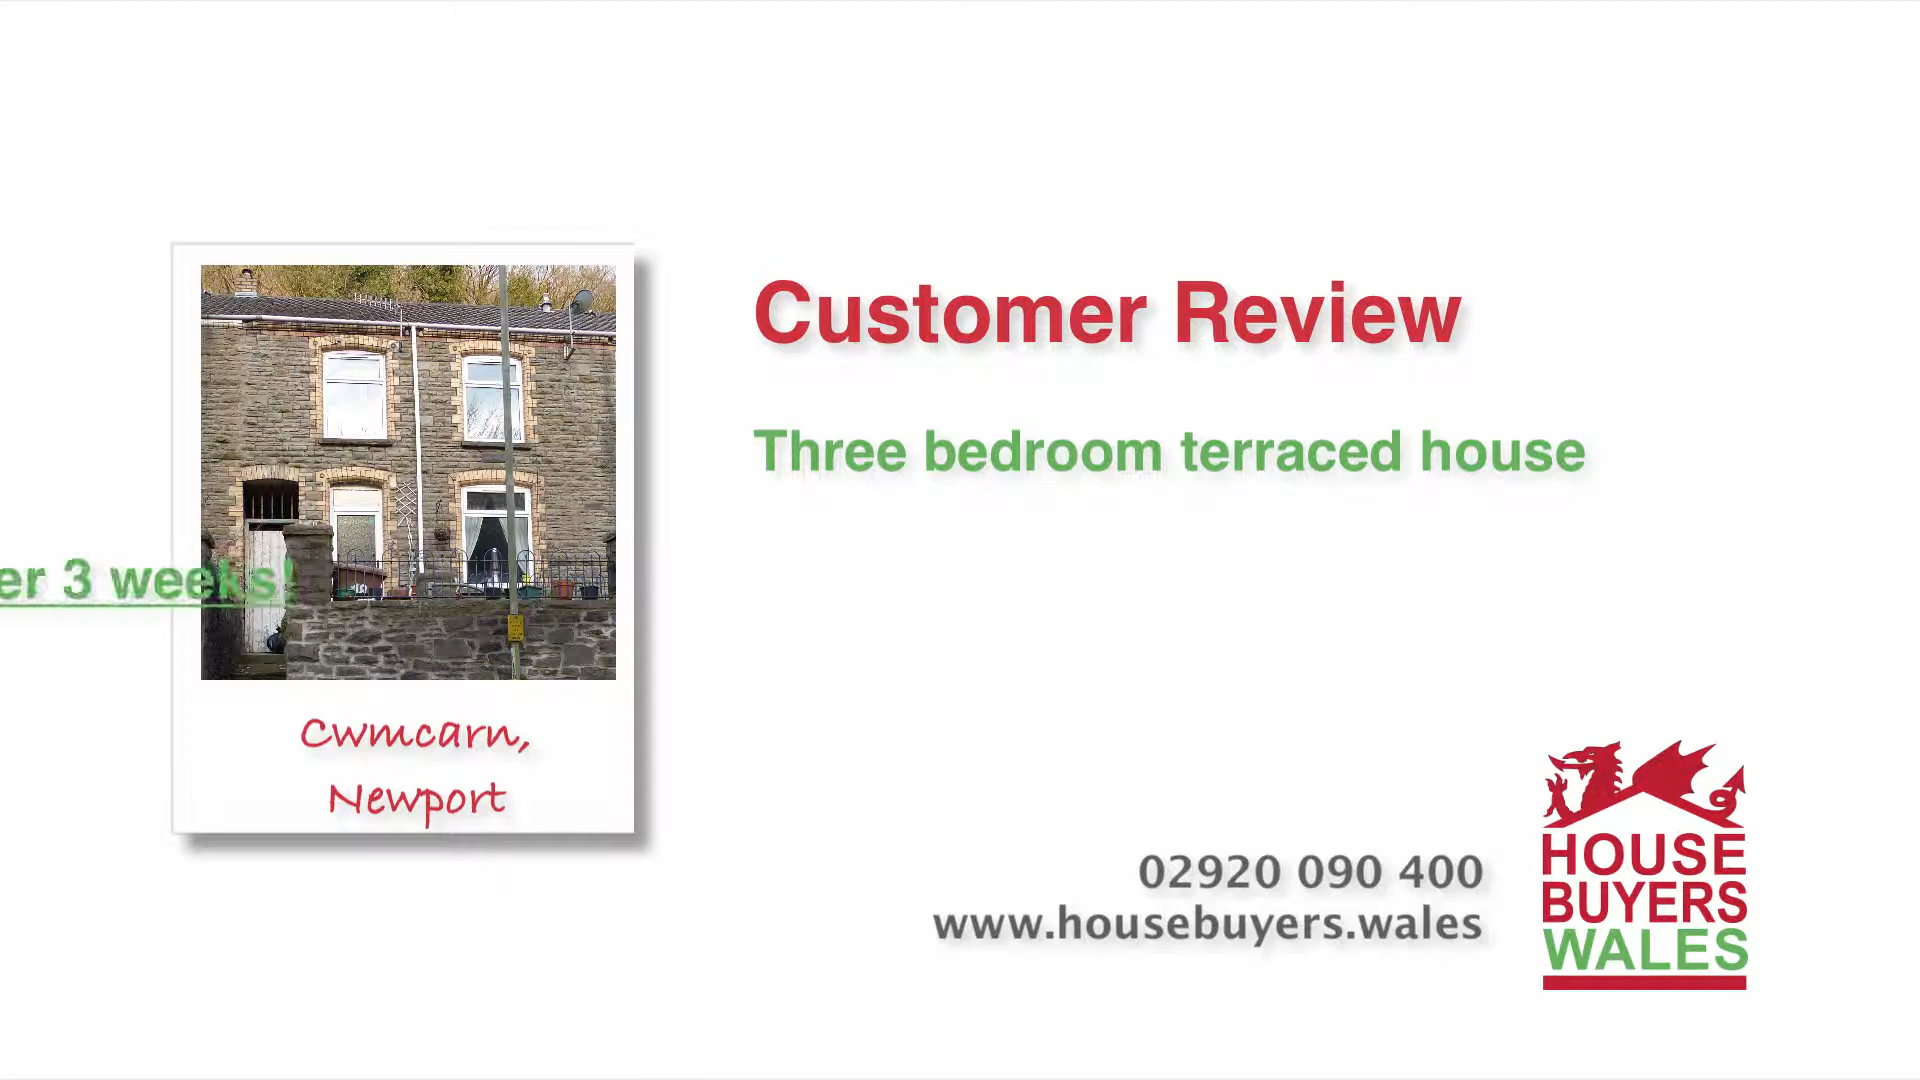 Customer Review
Three bedroom terraced house
er 3 weeks!
Cwmcarn,
Newport
02920 090 400
www.housebuyers.wales
HOUSE
BUYERS
WALES